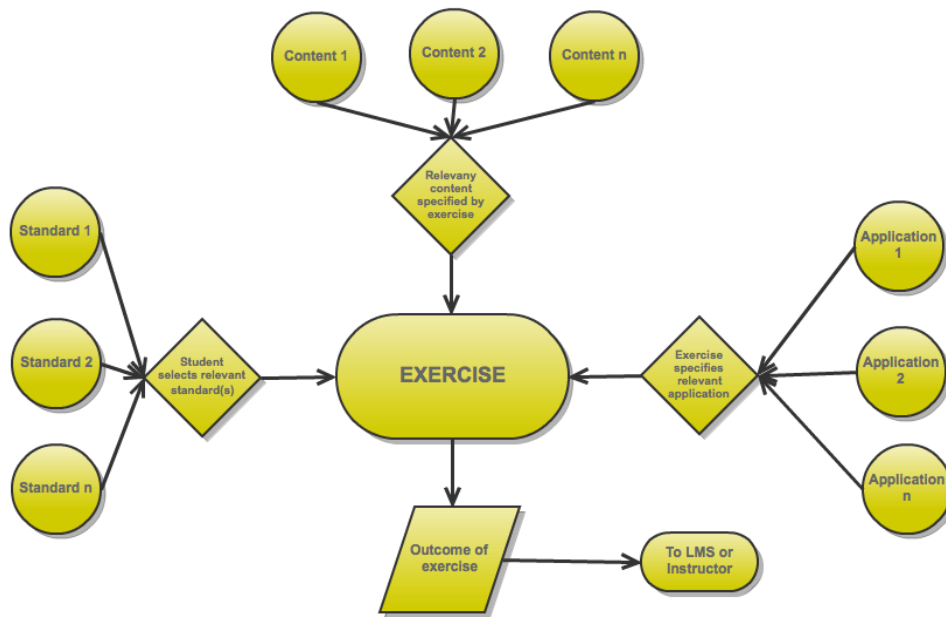 Content 1
Content 2
Content n
Relevany
content
specified by
exercise
Standard 1
Standard 2
Standard n
Student
selects relevant
standard(s)
EXERCISE
Exercise
specifies
relevant
application
Application
1
Application
2
Application
n
Outcome of
exercise
To LMS or
Instructor